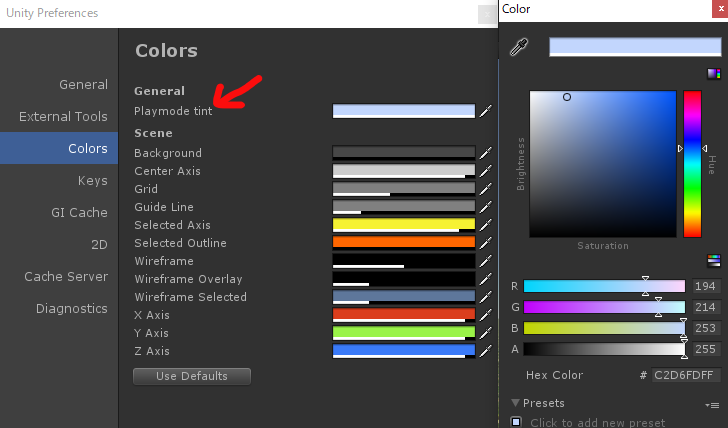 Unity Preferences
x
General
External Tools
Colors
Keys
GI Cache
2D
Cache Server
Diagnostics
Colors
General
Playmode tint
Scene
Background
Center Axis
Grid
Guide Line
Selected Axis
Selected Outline
Wireframe
Wireframe Overlay
Wireframe Selected
X Axis
Y Axis
Z Axis
Use Defaults
Color
x
Brightness
Hue
Saturation
R 194
G 214
B 253
A 255
Hex Color # C2D6FDFF
Presets
Click to add new preset